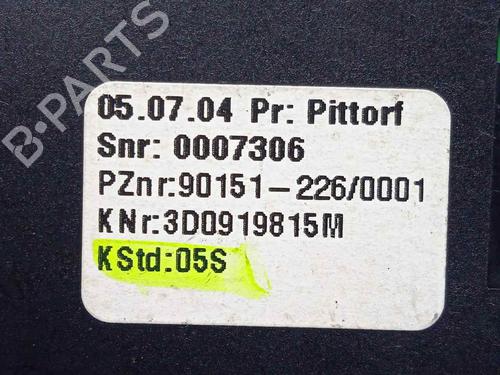 B-PARTS
05.07.04 Pr: Pittorf
Snr: 0007306
PZnr:90151-226/0001
KNr:3D0919815M
KStd:05S